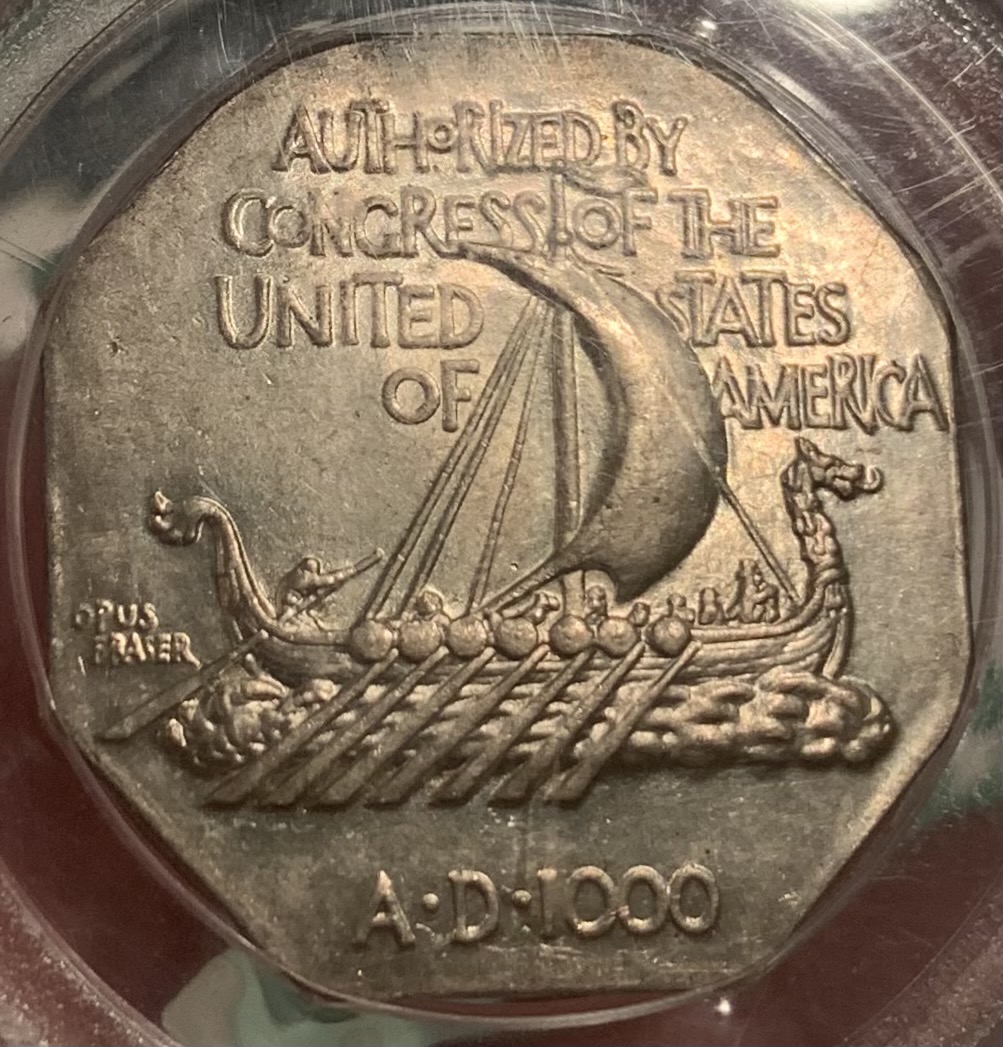 AUTHORIZED·BY
CONGRESS OF THE
UNITED STATES
OF AMERICA
OPUS
FRASER
A·D·1000